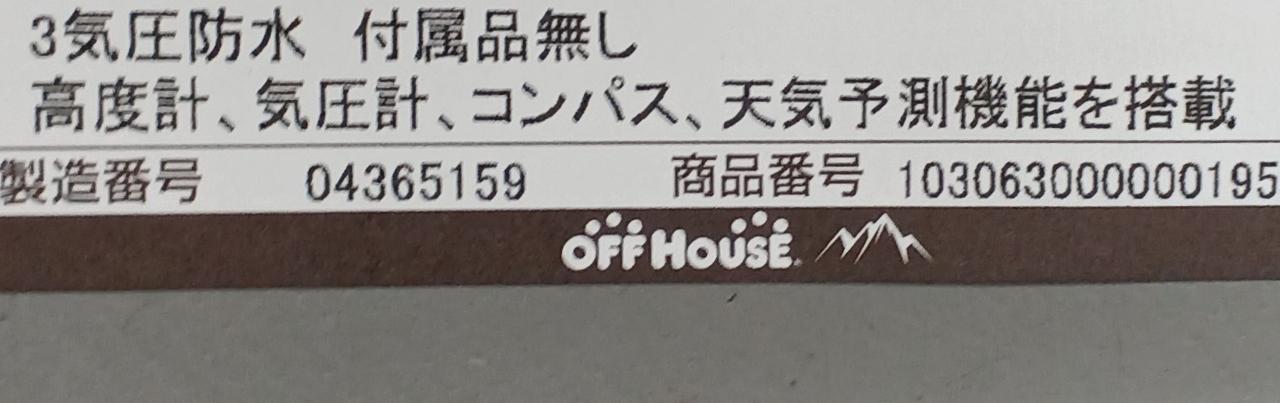 3気圧防水 付属品無し
高度計、気圧計、コンパス、天気予測機能を搭載
製造番号 04365159 商品番号 1030630000000195
OFF HOUSE